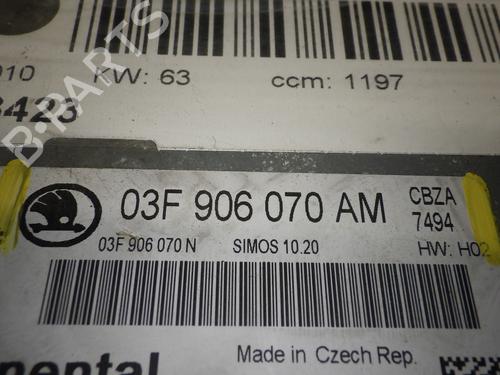 010
KW: 63
ccm: 1197
3423
B-PARTS
03F 906 070 AM
CBZA
7494
03F 906 070 N
SIMOS 10.20
HW: H02
Made in Czech Rep.